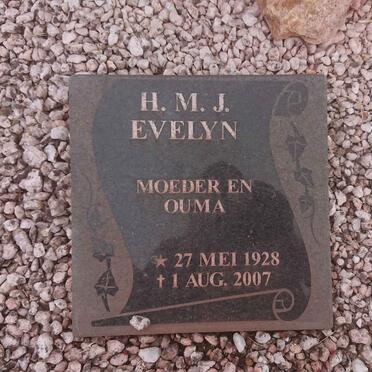 H. M. J.
EVELYN
MOEDER EN
OUMA
★ 27 MEI 1928
✝ 1 AUG. 2007